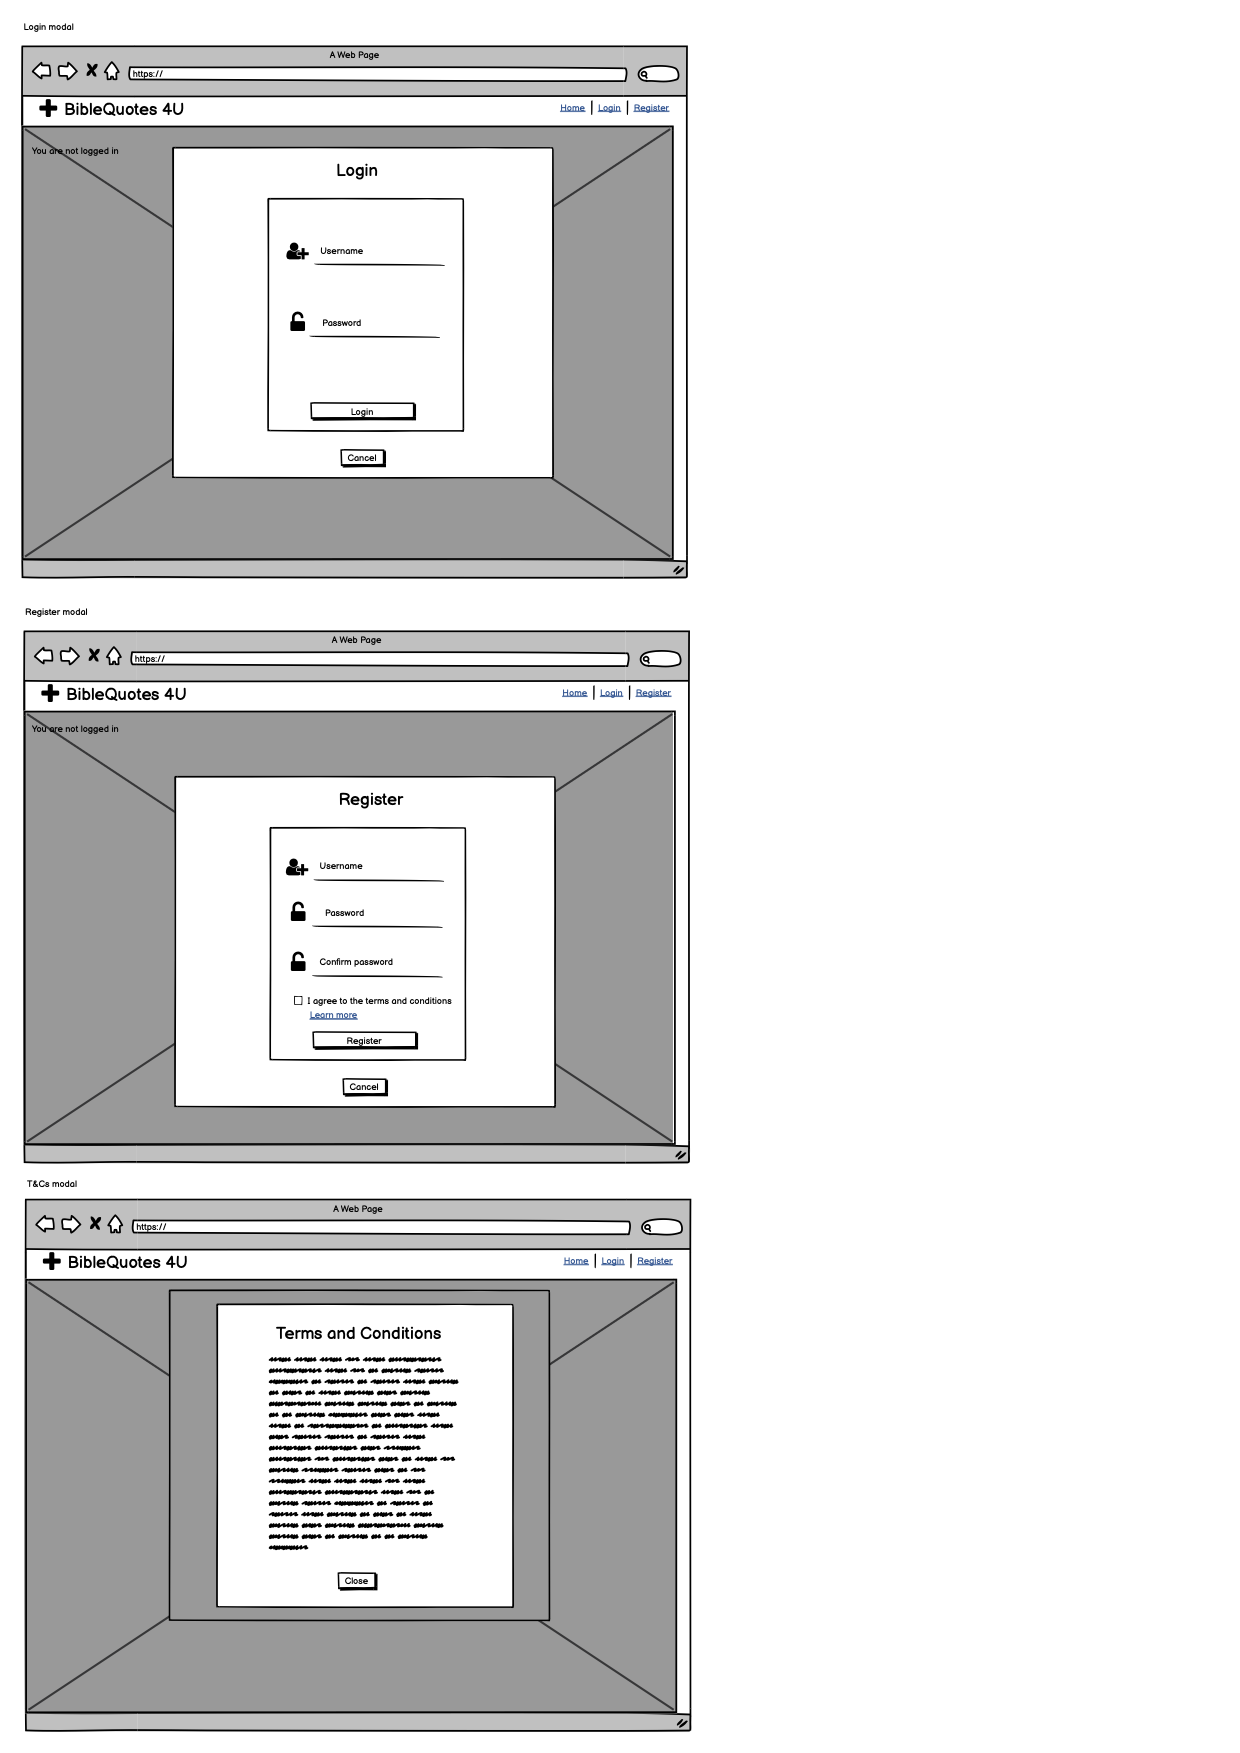 Login modal
A Web Page
https://
BibleQuotes 4U
Home | Login | Register
You are not logged in
Login
Username
Password
Login
Cancel
Register modal
A Web Page
https://
BibleQuotes 4U
Home | Login | Register
You are not logged in
Register
Username
Password
Confirm password
I agree to the terms and conditions
Learn more
Register
Cancel
T&Cs modal
A Web Page
https://
BibleQuotes 4U
Home | Login | Register
Terms and Conditions
Close